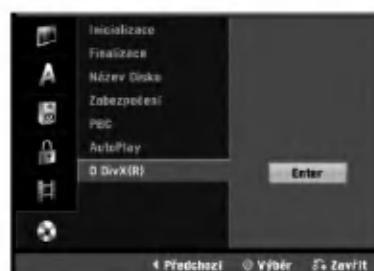 Inicializace
Finalizace
Název Disku
Zabezpečení
PBC
AutoPlay
D DivX(R)
Enter
Předchozí Výběr Zavřít